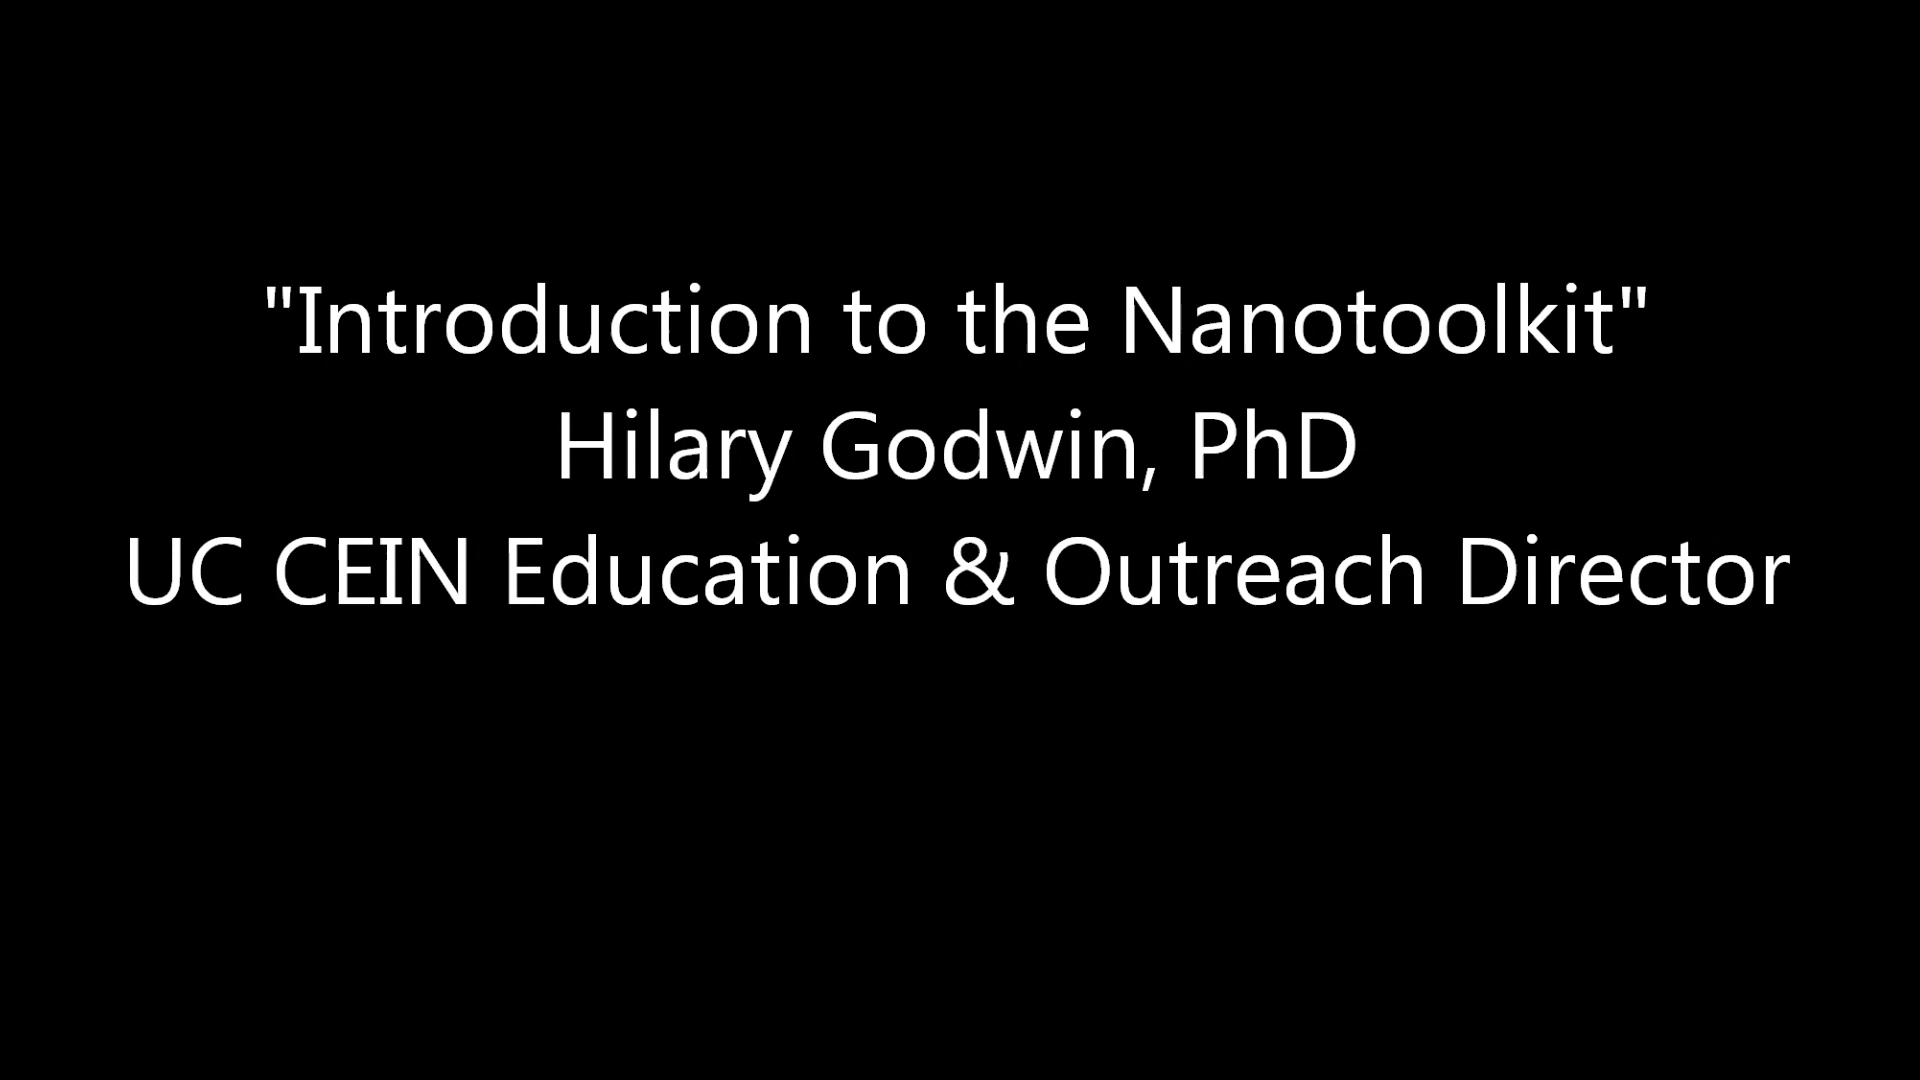 "Introduction to the Nanotoolkit"
Hilary Godwin, PhD
UC CEIN Education & Outreach Director